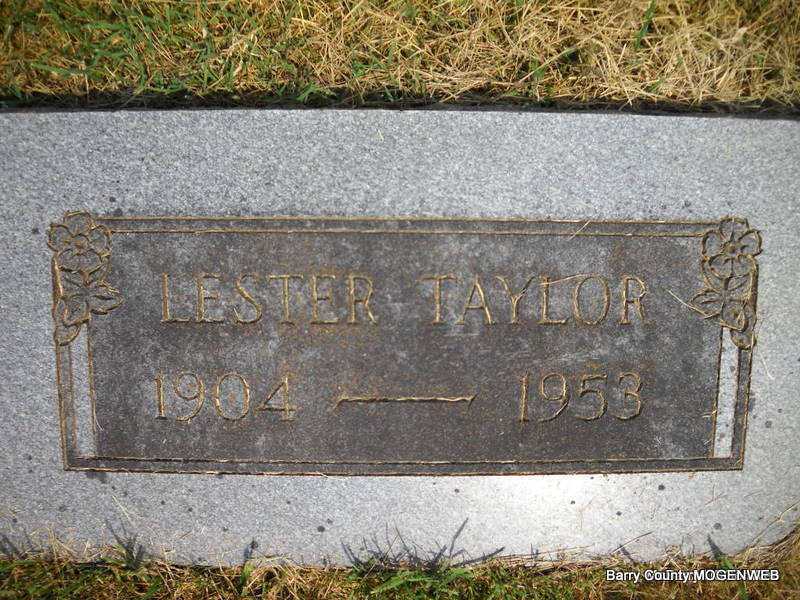 LESTER TAYLOR
1904 — 1953
Barry County MOGENWEB